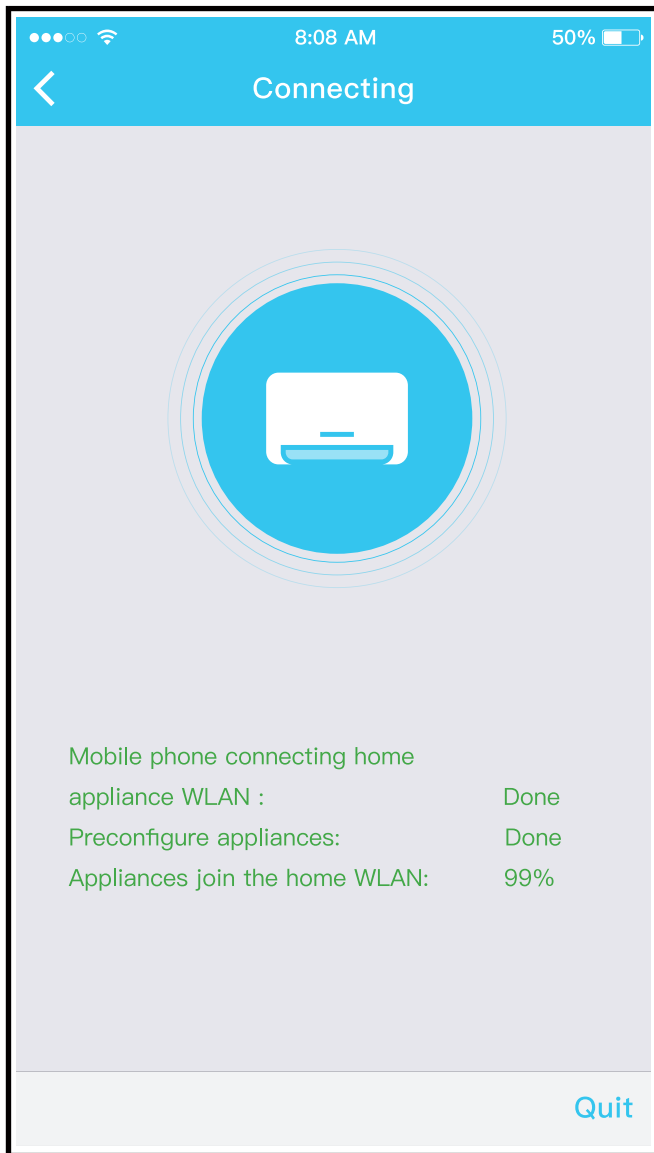 8:08 AM 50%
Connecting
Mobile phone connecting home
appliance WLAN : Done
Preconfigure appliances: Done
Appliances join the home WLAN: 99%
Quit